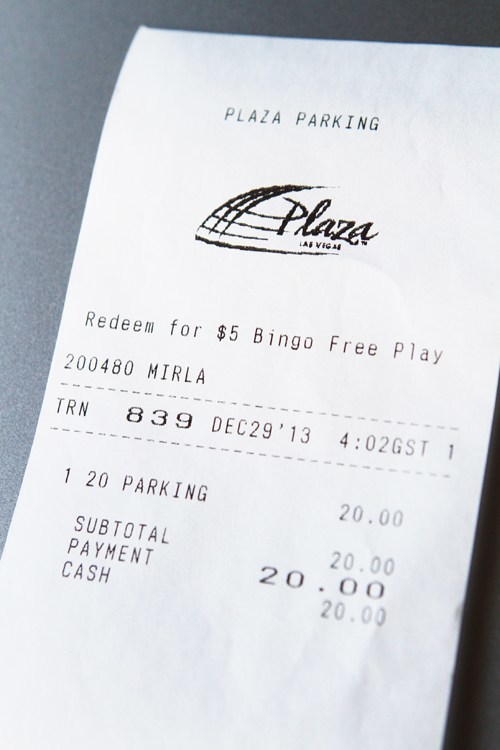 PLAZA PARKING
Plaza
LAS VEGAS™
Redeem for $5 Bingo Free Play
200480 MIRLA
TRN 839 DEC29'13 4:02GST 1
1 20 PARKING 20.00
SUBTOTAL 20.00
PAYMENT 20.00
CASH 20.00